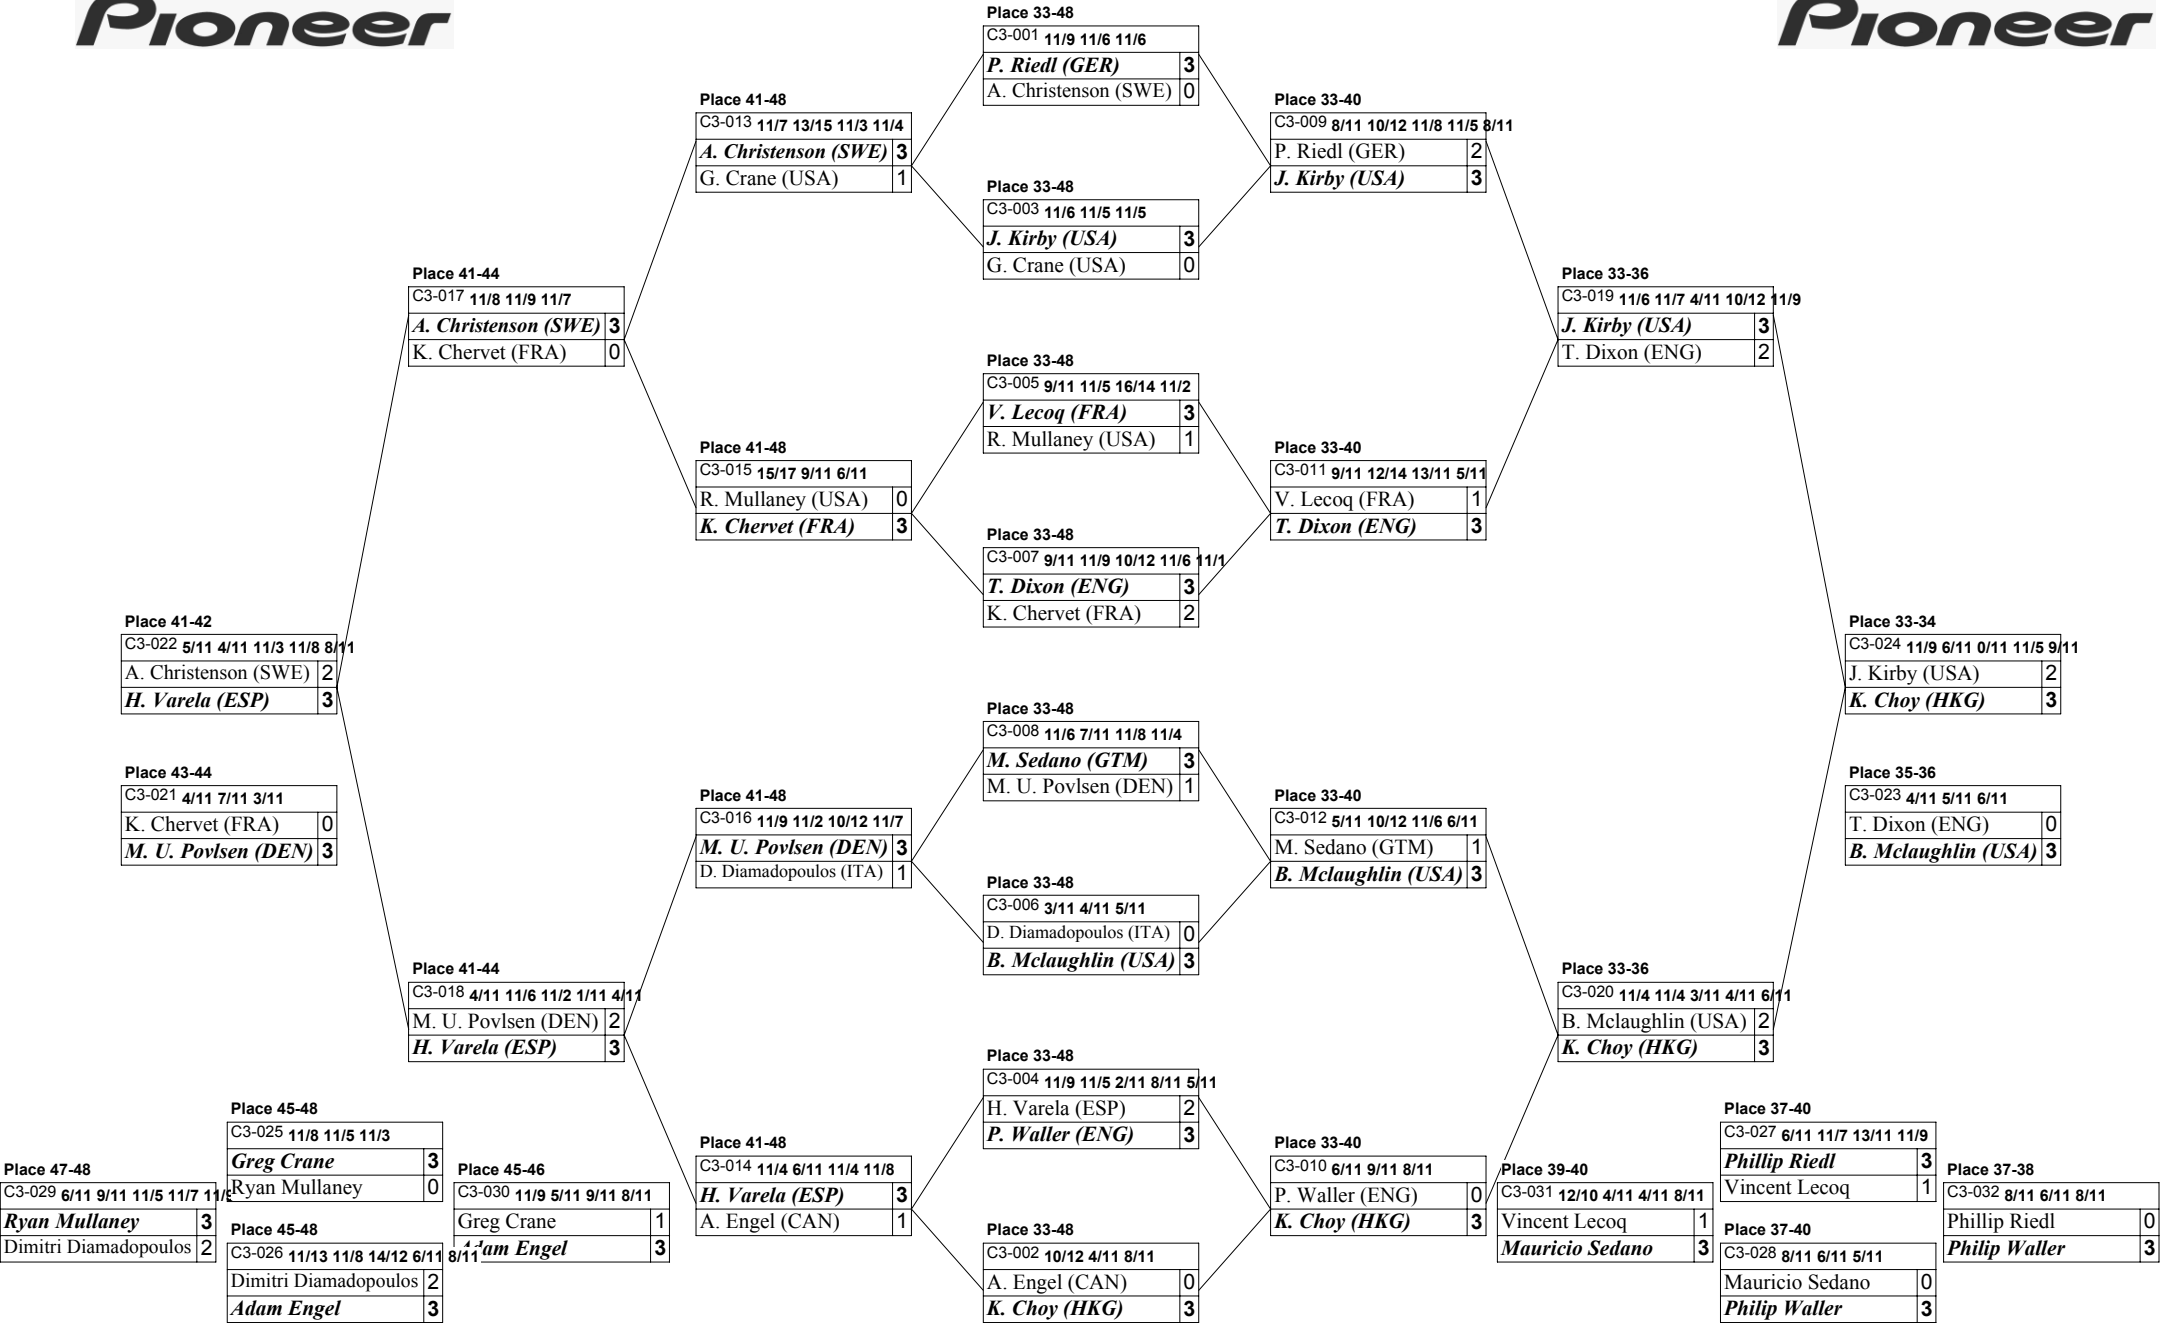 Pioneer
Pioneer
Place 33-48
C3-001 11/9 11/6 11/6
P. Riedl (GER) 3
A. Christenson (SWE) 0
Place 41-48
C3-013 11/7 13/15 11/3 11/4
A. Christenson (SWE) 3
G. Crane (USA) 1
Place 33-40
C3-009 8/11 10/12 11/8 11/5 8/11
P. Riedl (GER) 2
J. Kirby (USA) 3
Place 33-48
C3-003 11/6 11/5 11/5
J. Kirby (USA) 3
G. Crane (USA) 0
Place 41-44
C3-017 11/8 11/9 11/7
A. Christenson (SWE) 3
K. Chervet (FRA) 0
Place 33-36
C3-019 11/6 11/7 4/11 10/12 11/9
J. Kirby (USA) 3
T. Dixon (ENG) 2
Place 33-48
C3-005 9/11 11/5 16/14 11/2
V. Lecoq (FRA) 3
R. Mullaney (USA) 1
Place 41-48
C3-015 15/17 9/11 6/11
R. Mullaney (USA) 0
K. Chervet (FRA) 3
Place 33-40
C3-011 9/11 12/14 13/11 5/11
V. Lecoq (FRA) 1
T. Dixon (ENG) 3
Place 33-48
C3-007 9/11 11/9 10/12 11/6 11/1
T. Dixon (ENG) 3
K. Chervet (FRA) 2
Place 41-42
C3-022 5/11 4/11 11/3 11/8 8/11
A. Christenson (SWE) 2
H. Varela (ESP) 3
Place 33-34
C3-024 11/9 6/11 0/11 11/5 9/11
J. Kirby (USA) 2
K. Choy (HKG) 3
Place 33-48
C3-008 11/6 7/11 11/8 11/4
M. Sedano (GTM) 3
M. U. Povlsen (DEN) 1
Place 43-44
C3-021 4/11 7/11 3/11
K. Chervet (FRA) 0
M. U. Povlsen (DEN) 3
Place 35-36
C3-023 4/11 5/11 6/11
T. Dixon (ENG) 0
B. Mclaughlin (USA) 3
Place 41-48
C3-016 11/9 11/2 10/12 11/7
M. U. Povlsen (DEN) 3
D. Diamadopoulos (ITA) 1
Place 33-40
C3-012 5/11 10/12 11/6 6/11
M. Sedano (GTM) 1
B. Mclaughlin (USA) 3
Place 33-48
C3-006 3/11 4/11 5/11
D. Diamadopoulos (ITA) 0
B. Mclaughlin (USA) 3
Place 41-44
C3-018 4/11 11/6 11/2 1/11 4/11
M. U. Povlsen (DEN) 2
H. Varela (ESP) 3
Place 33-36
C3-020 11/4 11/4 3/11 4/11 6/11
B. Mclaughlin (USA) 2
K. Choy (HKG) 3
Place 33-48
C3-004 11/9 11/5 2/11 8/11 5/11
H. Varela (ESP) 2
P. Waller (ENG) 3
Place 45-48
C3-025 11/8 11/5 11/3
Greg Crane 3
Ryan Mullaney 0
Place 37-40
C3-027 6/11 11/7 13/11 11/9
Phillip Riedl 3
Vincent Lecoq 1
Place 41-48
C3-014 11/4 6/11 11/4 11/8
H. Varela (ESP) 3
A. Engel (CAN) 1
Place 33-40
C3-010 6/11 9/11 8/11
P. Waller (ENG) 0
K. Choy (HKG) 3
Place 47-48
C3-029 6/11 9/11 11/5 11/7 11/9
Ryan Mullaney 3
Dimitri Diamadopoulos 2
Place 45-46
C3-030 11/9 5/11 9/11 8/11
Greg Crane 1
Adam Engel 3
Place 39-40
C3-031 12/10 4/11 4/11 8/11
Vincent Lecoq 1
Mauricio Sedano 3
Place 37-38
C3-032 8/11 6/11 8/11
Phillip Riedl 0
Philip Waller 3
Place 45-48
C3-026 11/13 11/8 14/12 6/11 8/11
Dimitri Diamadopoulos 2
Adam Engel 3
Place 33-48
C3-002 10/12 4/11 8/11
A. Engel (CAN) 0
K. Choy (HKG) 3
Place 37-40
C3-028 8/11 6/11 5/11
Mauricio Sedano 0
Philip Waller 3